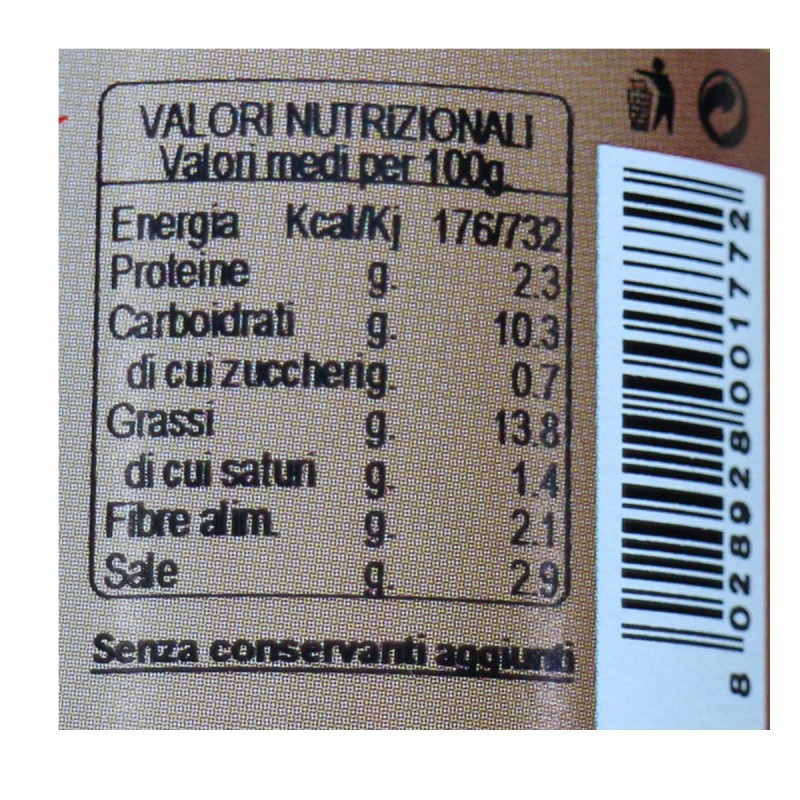 VALORI NUTRIZIONALI
Valori medi per 100g.
Energia Kcal/Kj 176/732
Proteine g. 2.3
Carboidrati g. 10.3
di cui zuccheri g. 0.7
Grassi g. 13.8
di cui saturi g. 1.4
Fibre alim. g. 2.1
Sale g. 2.9
Senza conservanti aggiunti
8 028928 001772